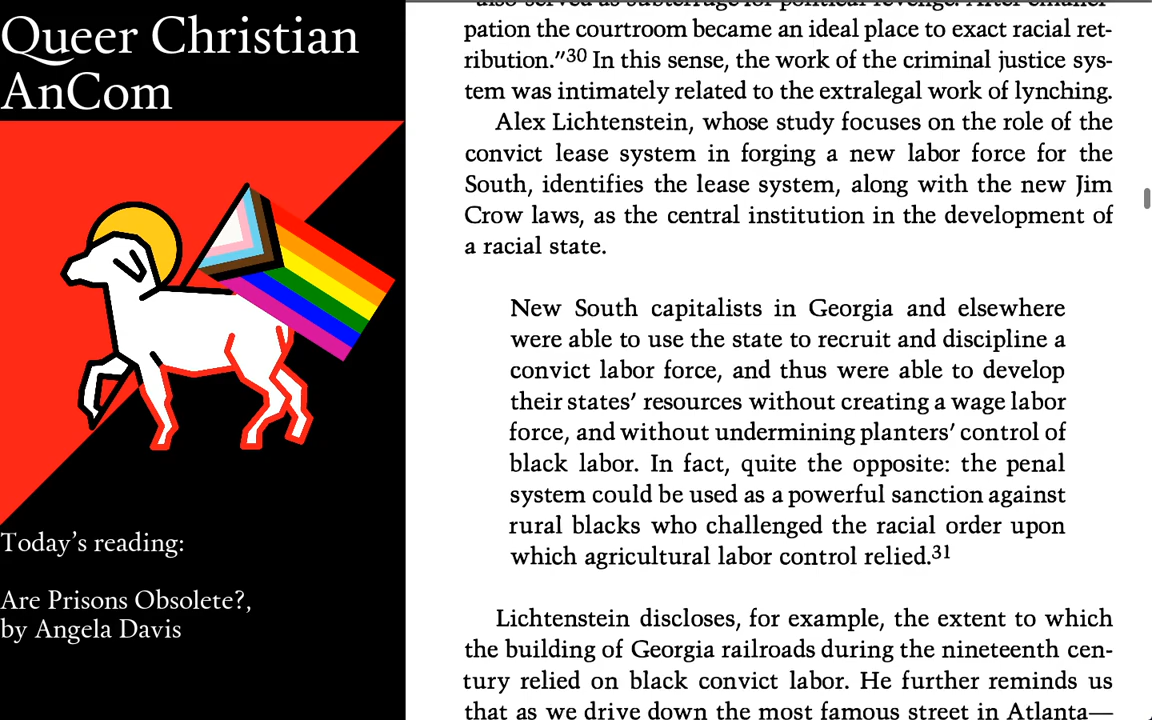 Queer Christian
AnCom
Today's reading:
Are Prisons Obsolete?,
by Angela Davis
also served as subterfuge for political revenge. After emanci-
pation the courtroom became an ideal place to exact racial ret-
ribution."30 In this sense, the work of the criminal justice sys-
tem was intimately related to the extralegal work of lynching.
Alex Lichtenstein, whose study focuses on the role of the
convict lease system in forging a new labor force for the
South, identifies the lease system, along with the new Jim
Crow laws, as the central institution in the development of
a racial state.
New South capitalists in Georgia and elsewhere
were able to use the state to recruit and discipline a
convict labor force, and thus were able to develop
their states' resources without creating a wage labor
force, and without undermining planters' control of
black labor. In fact, quite the opposite: the penal
system could be used as a powerful sanction against
rural blacks who challenged the racial order upon
which agricultural labor control relied.31
Lichtenstein discloses, for example, the extent to which
the building of Georgia railroads during the nineteenth cen-
tury relied on black convict labor. He further reminds us
that as we drive down the most famous street in Atlanta—